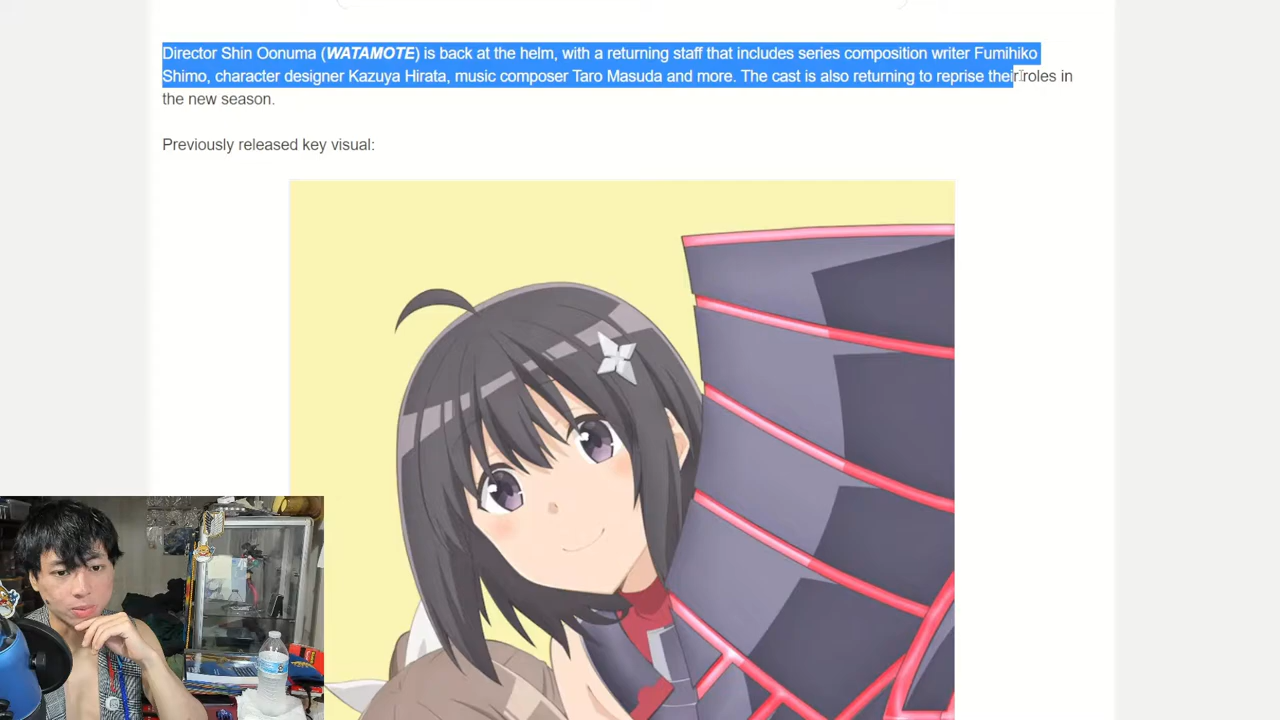 Director Shin Oonuma (WATAMOTE) is back at the helm, with a returning staff that includes series composition writer Fumihiko
Shimo, character designer Kazuya Hirata, music composer Taro Masuda and more. The cast is also returning to reprise their roles in
the new season.
Previously released key visual: